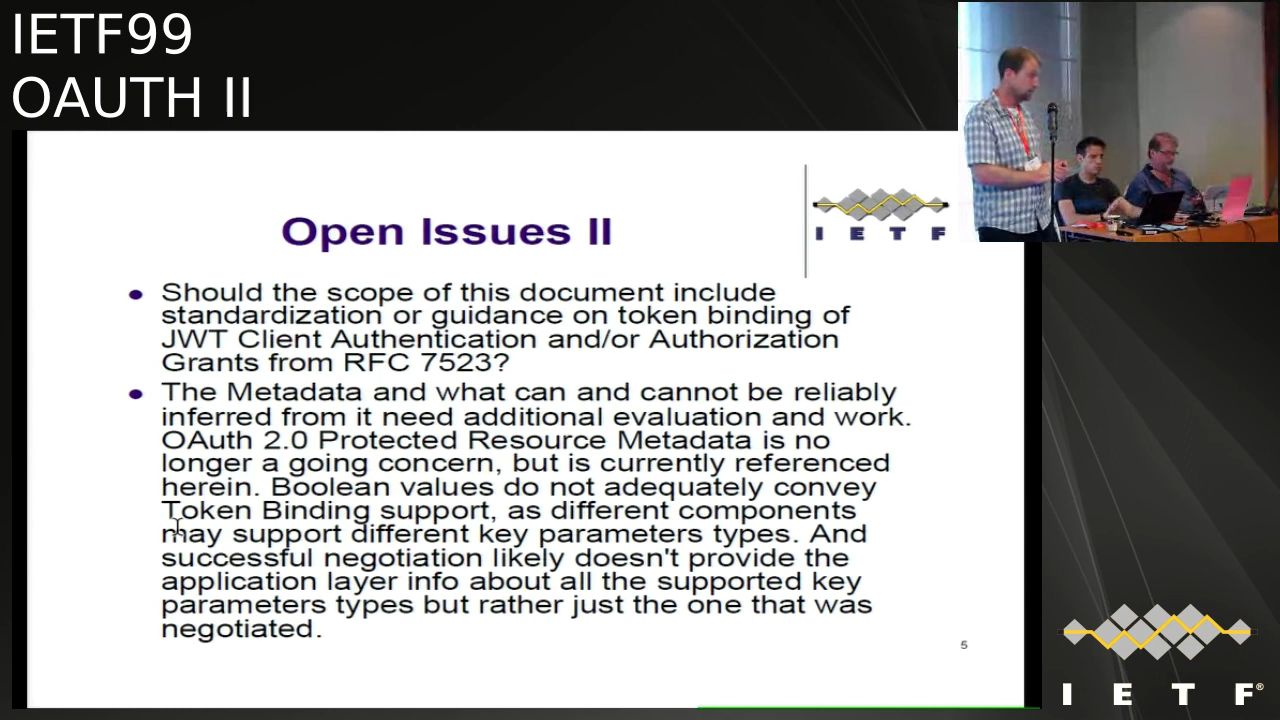 IETF99
OAUTH II
Open Issues II
I E T F
Should the scope of this document include
standardization or guidance on token binding of
JWT Client Authentication and/or Authorization
Grants from RFC 7523?
The Metadata and what can and cannot be reliably
inferred from it need additional evaluation and work.
OAuth 2.0 Protected Resource Metadata is no
longer a going concern, but is currently referenced
herein. Boolean values do not adequately convey
Token Binding support, as different components
may support different key parameters types. And
successful negotiation likely doesn't provide the
application layer info about all the supported key
parameters types but rather just the one that was
negotiated.
5
I E T F®